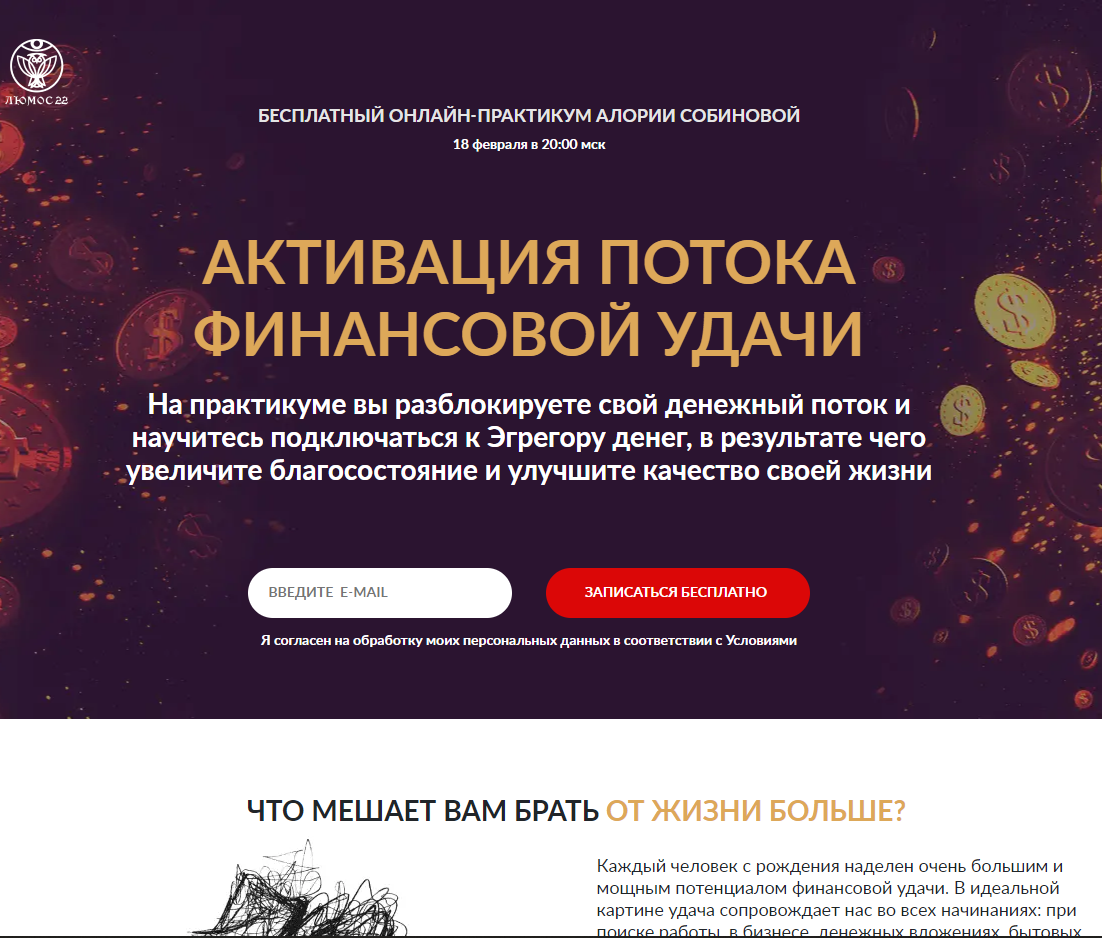 ЛЮМОС 22
БЕСПЛАТНЫЙ ОНЛАЙН-ПРАКТИКУМ АЛОРИИ СОБИНОВОЙ
18 февраля в 20:00 мск
АКТИВАЦИЯ ПОТОКА
ФИНАНСОВОЙ УДАЧИ
На практикуме вы разблокируете свой денежный поток и
научитесь подключаться к Эгрегору денег, в результате чего
увеличите благосостояние и улучшите качество своей жизни
ВВЕДИТЕ E-MAIL
ЗАПИСАТЬСЯ БЕСПЛАТНО
Я согласен на обработку моих персональных данных в соответствии с Условиями
ЧТО МЕШАЕТ ВАМ БРАТЬ ОТ ЖИЗНИ БОЛЬШЕ?
Каждый человек с рождения наделен очень большим и
мощным потенциалом финансовой удачи. В идеальной
картине удача сопровождает нас во всех начинаниях: при
поиске работы, в бизнесе, денежных вложениях, бытовых